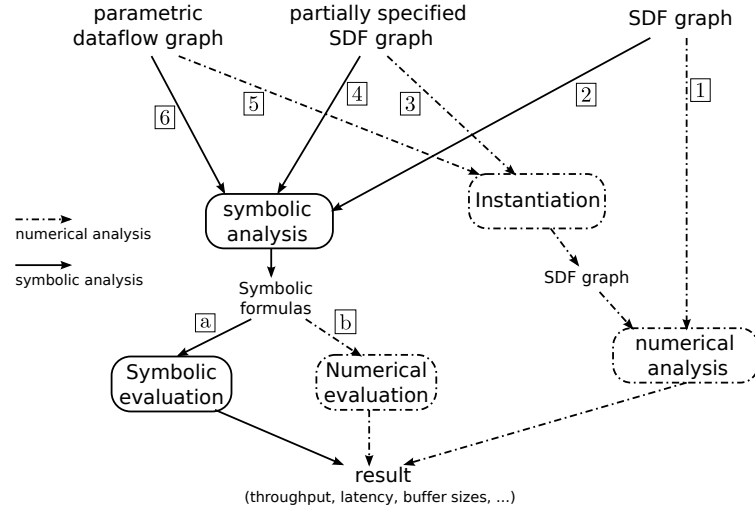 parametric
dataflow graph
partially specified
SDF graph
SDF graph
6
5
4
3
2
1
symbolic
analysis
Instantiation
numerical analysis
symbolic analysis
SDF graph
Symbolic
formulas
a
b
numerical
analysis
Symbolic
evaluation
Numerical
evaluation
result
(throughput, latency, buffer sizes, ...)